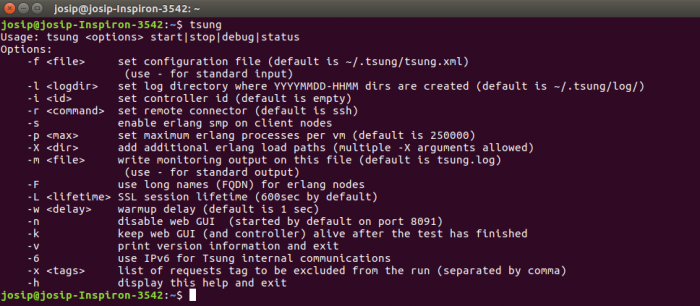 josip@josip-Inspiron-3542: ~
josip@josip-Inspiron-3542:~$ tsung
Usage: tsung <options> start|stop|debug|status
Options:
    -f <file>     set configuration file (default is ~/.tsung/tsung.xml)
                   (use - for standard input)
    -l <logdir>   set log directory where YYYYMMDD-HHMM dirs are created (default is ~/.tsung/log/)
    -i <id>       set controller id (default is empty)
    -r <command>  set remote connector (default is ssh)
    -s            enable erlang smp on client nodes
    -p <max>      set maximum erlang processes per vm (default is 250000)
    -X <dir>      add additional erlang load paths (multiple -X arguments allowed)
    -m <file>     write monitoring output on this file (default is tsung.log)
                   (use - for standard output)
    -F            use long names (FQDN) for erlang nodes
    -L <lifetime> SSL session lifetime (600sec by default)
    -w <delay>    warmup delay (default is 1 sec)
    -n            disable web GUI  (started by default on port 8091)
    -k            keep web GUI (and controller) alive after the test has finished
    -v            print version information and exit
    -6            use IPv6 for Tsung internal communications
    -x <tags>     list of requests tag to be excluded from the run (separated by comma)
    -h            display this help and exit
josip@josip-Inspiron-3542:~$